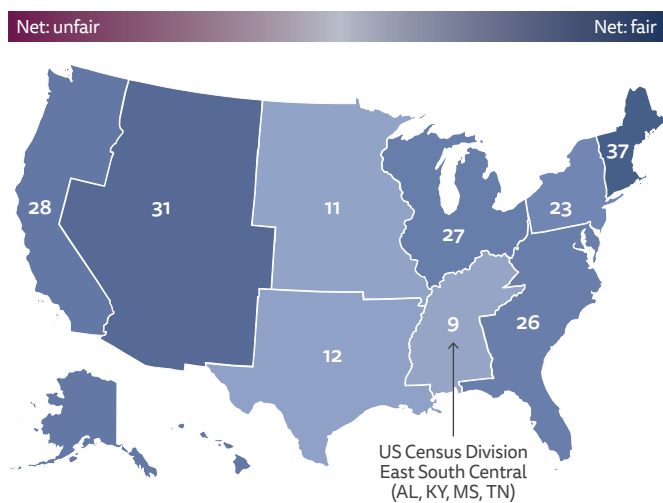 Net: unfair
Net: fair
37
28
31
11
23
27
9
26
12
US Census Division
East South Central
(AL, KY, MS, TN)